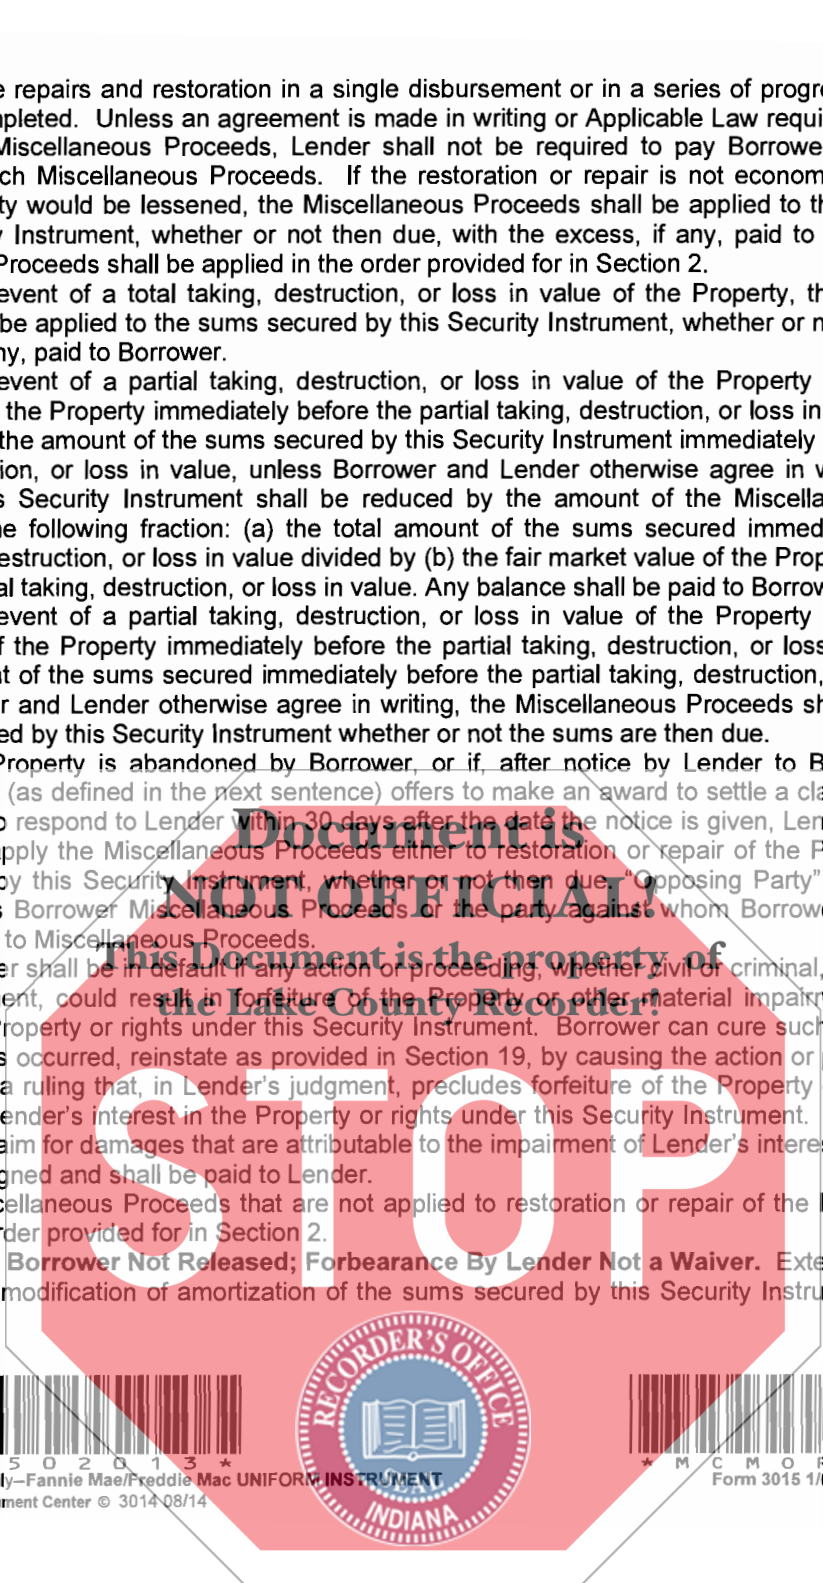 e repairs and restoration in a single disbursement or in a series of progre
pleted. Unless an agreement is made in writing or Applicable Law requi
Miscellaneous Proceeds, Lender shall not be required to pay Borrowe
ch Miscellaneous Proceeds. If the restoration or repair is not econom
ty would be lessened, the Miscellaneous Proceeds shall be applied to th
y Instrument, whether or not then due, with the excess, if any, paid to
Proceeds shall be applied in the order provided for in Section 2.
event of a total taking, destruction, or loss in value of the Property, th
be applied to the sums secured by this Security Instrument, whether or n
ny, paid to Borrower.
event of a partial taking, destruction, or loss in value of the Property
the Property immediately before the partial taking, destruction, or loss in
the amount of the sums secured by this Security Instrument immediately
ion, or loss in value, unless Borrower and Lender otherwise agree in w
s Security Instrument shall be reduced by the amount of the Miscella
he following fraction: (a) the total amount of the sums secured immed
estruction, or loss in value divided by (b) the fair market value of the Prop
al taking, destruction, or loss in value. Any balance shall be paid to Borrow
event of a partial taking, destruction, or loss in value of the Property
f the Property immediately before the partial taking, destruction, or loss
nt of the sums secured immediately before the partial taking, destruction,
r and Lender otherwise agree in writing, the Miscellaneous Proceeds sh
ed by this Security Instrument whether or not the sums are then due.
Property is abandoned by Borrower, or if, after notice by Lender to B
(as defined in the next sentence) offers to make an award to settle a cla
o respond to Lender within 30 days after the date the notice is given, Len
Document is
pply the Miscellaneous Proceeds either to restoration or repair of the P
by this Security Instrument, whether or not then due. "Opposing Party"
NOT OFFICIAL!
s Borrower Miscellaneous Proceeds or the party against whom Borrowe
to Miscellaneous Proceeds.
This Document is the property of
er shall be in default if any action or proceeding, whether civil or criminal,
ent, could result in forfeiture of the Property or other material impairm
the Lake County Recorder!
roperty or rights under this Security Instrument. Borrower can cure such
s occurred, reinstate as provided in Section 19, by causing the action or
a ruling that, in Lender's judgment, precludes forfeiture of the Property
ender's interest in the Property or rights under this Security Instrument.
aim for damages that are attributable to the impairment of Lender's intere
gned and shall be paid to Lender.
STOP
cellaneous Proceeds that are not applied to restoration or repair of the
der provided for in Section 2.
Borrower Not Released; Forbearance By Lender Not a Waiver. Exte
modification of amortization of the sums secured by this Security Instru
RECORDER'S OFFICE
SEAL
INDIANA
5 0 2 0 1 3 *
* M C M O R
ly–Fannie Mae/Freddie Mac UNIFORM INSTRUMENT
Form 3015 1/
ment Center © 3014 08/14